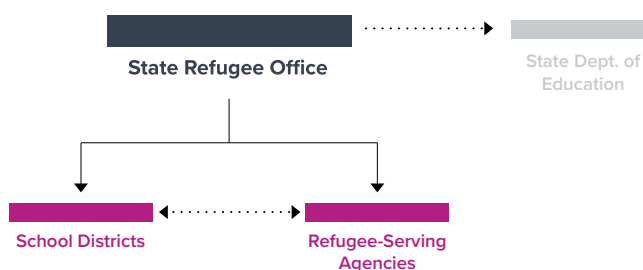 State Refugee Office
State Dept. of
Education
School Districts
Refugee-Serving
Agencies